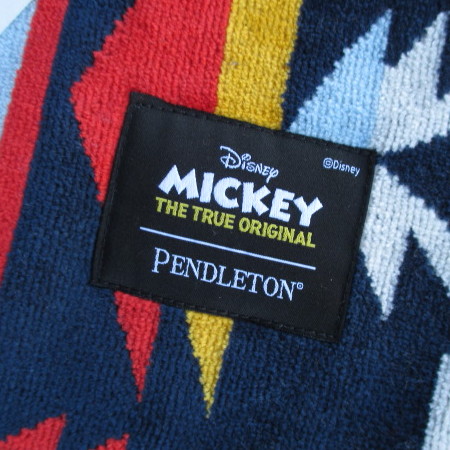 Disney
©Disney
MICKEY
THE TRUE ORIGINAL
PENDLETON®